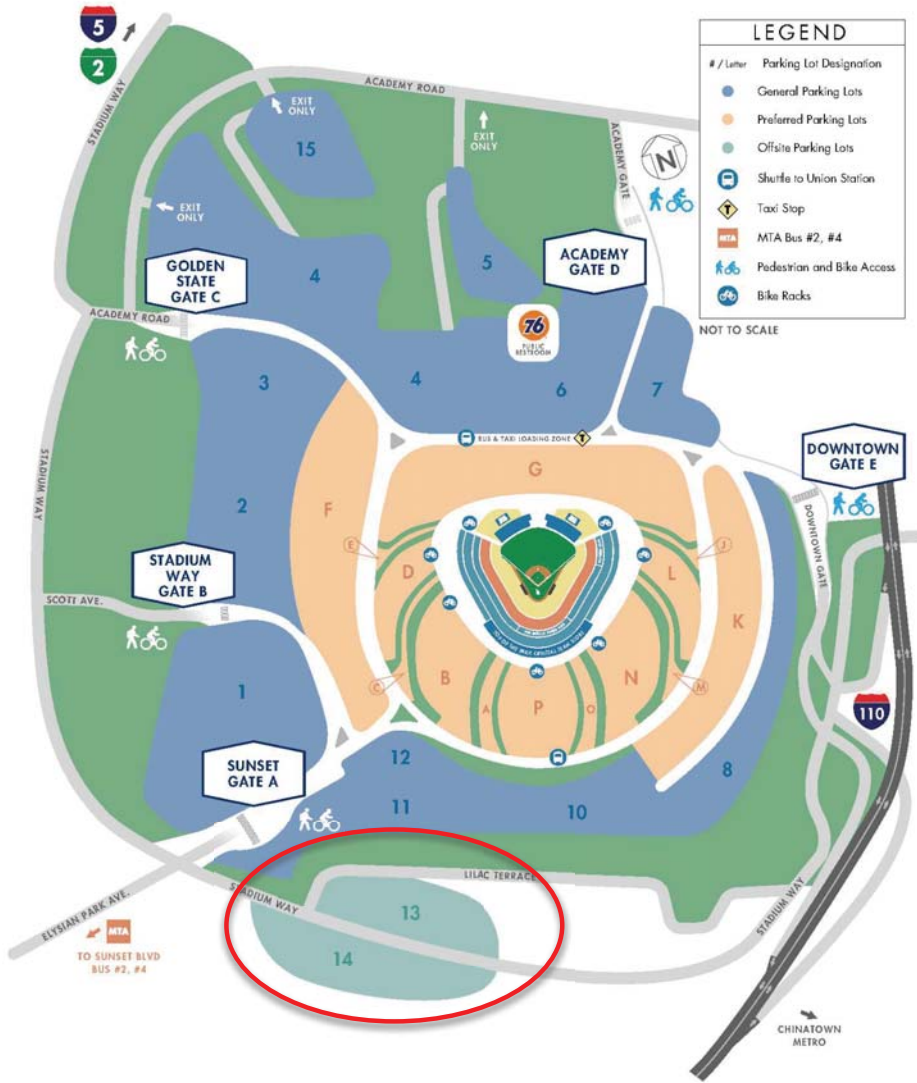 5
2
STADIUM WAY
ACADEMY ROAD
EXIT
ONLY
15
EXIT
ONLY
ACADEMY GATE
N
LEGEND
# / Letter Parking Lot Designation
General Parking Lots
Preferred Parking Lots
Offsite Parking Lots
Shuttle to Union Station
T Taxi Stop
MTA MTA Bus #2, #4
Pedestrian and Bike Access
Bike Racks
NOT TO SCALE
EXIT
ONLY
GOLDEN
STATE
GATE C
4
5
ACADEMY
GATE D
ACADEMY ROAD
76
PUBLIC
RESTROOM
3
4
6
7
BUS & TAXI LOADING ZONE
T
DOWNTOWN
GATE E
G
STADIUM WAY
2
F
E
D
J
L
DOWNTOWN GATE
STADIUM
WAY
GATE B
SCOTT AVE.
K
1
C
B
A
P
O
N
M
110
SUNSET
GATE A
12
11
10
8
LILAC TERRACE
STADIUM WAY
13
14
STADIUM WAY
ELYSIAN PARK AVE.
MTA
TO SUNSET BLVD
BUS #2, #4
CHINATOWN
METRO